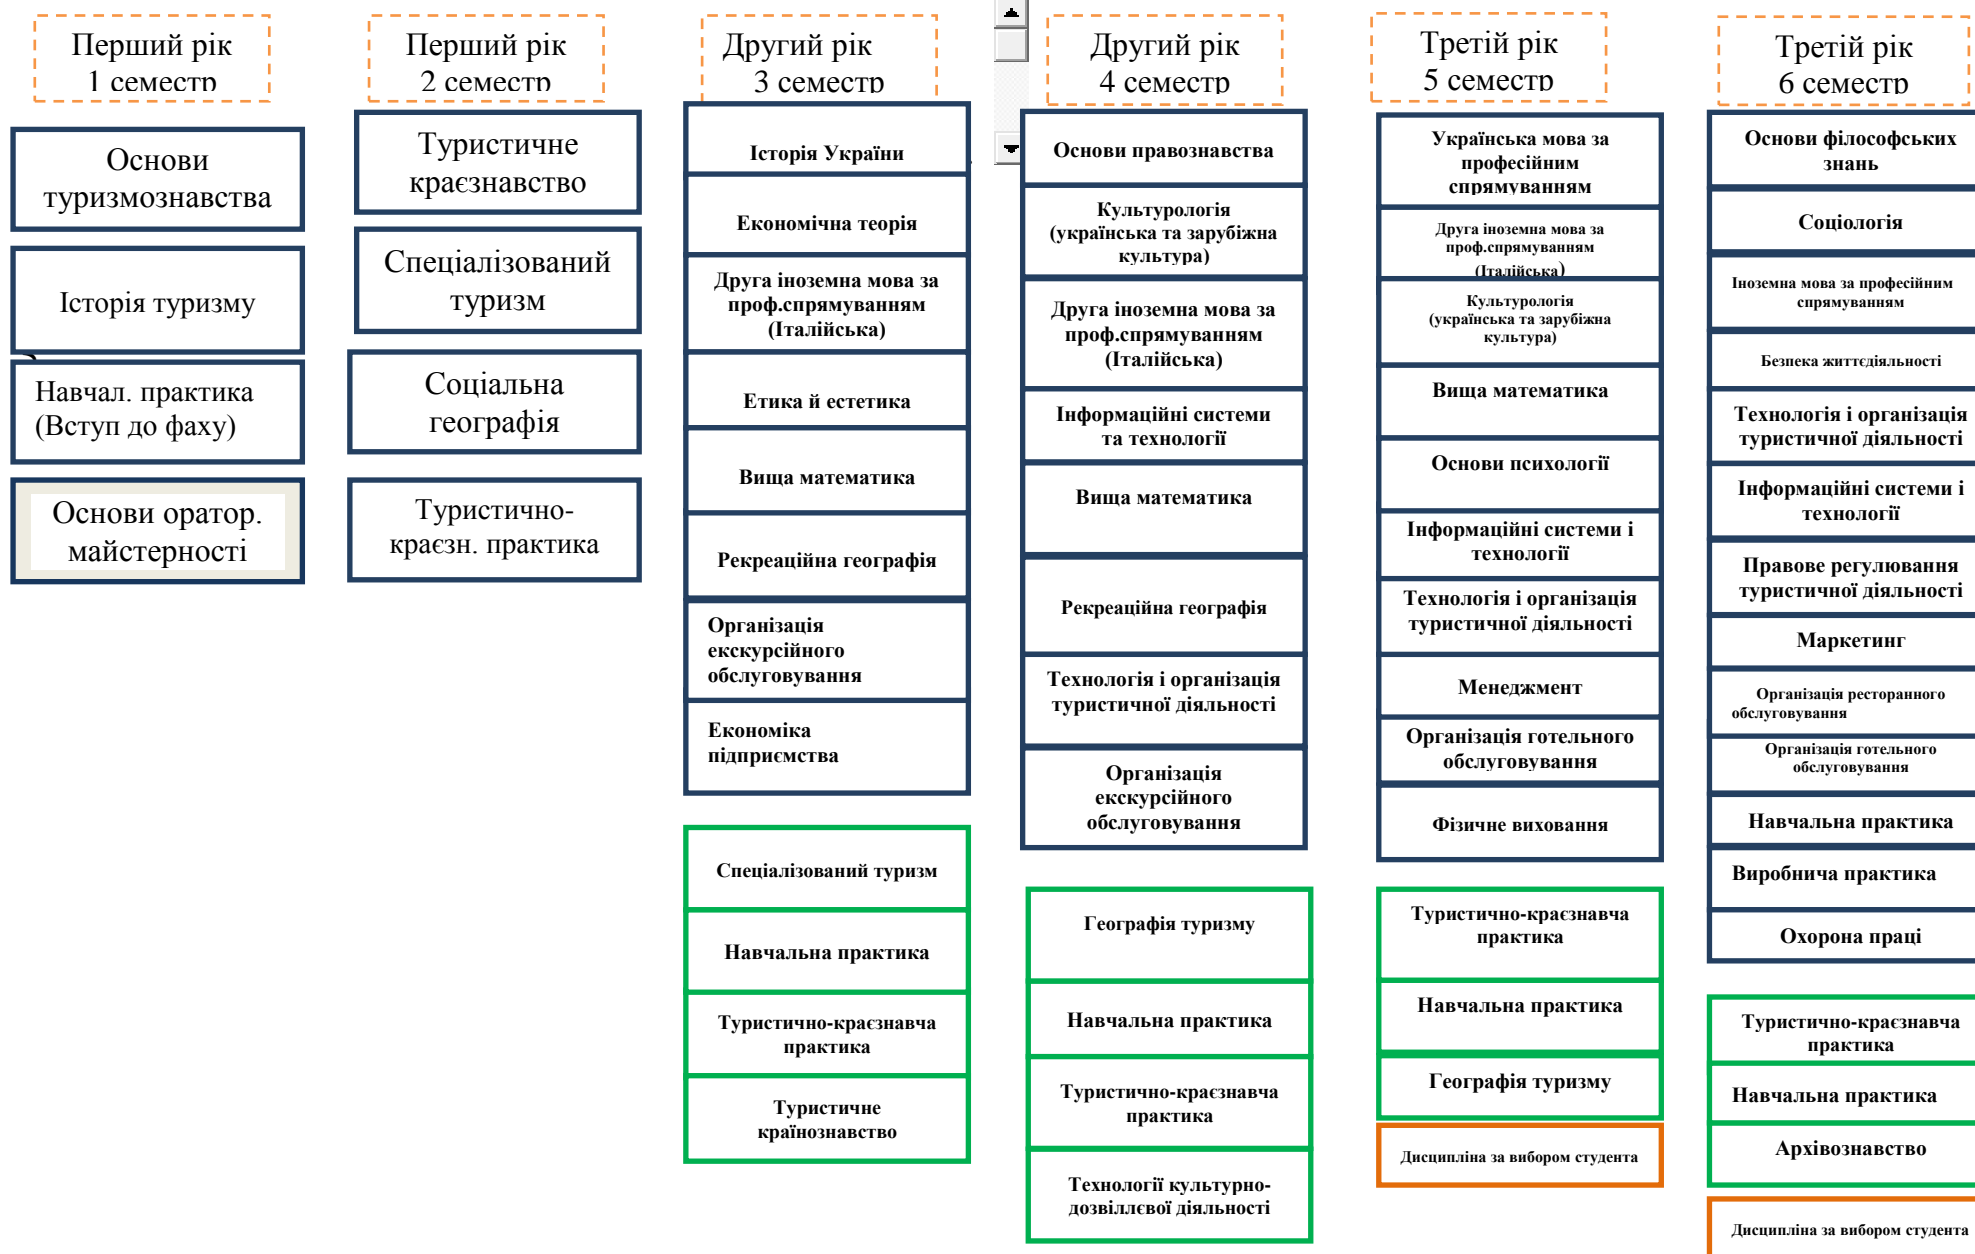 Перший рік
1 семестр
Основи
туризмознавства
Історія туризму
Навчал. практика
(Вступ до фаху)
Основи оратор.
майстерності
Перший рік
2 семестр
Туристичне
краєзнавство
Спеціалізований
туризм
Соціальна
географія
Туристично-
краєзн. практика
Другий рік
3 семестр
Історія України
Економічна теорія
Друга іноземна мова за
проф.спрямуванням
(Італійська)
Етика й естетика
Вища математика
Рекреаційна географія
Організація
екскурсійного
обслуговування
Економіка
підприємства
Спеціалізований туризм
Навчальна практика
Туристично-краєзнавча
практика
Туристичне
країнознавство
Другий рік
4 семестр
Основи правознавства
Культурологія
(українська та зарубіжна
культура)
Друга іноземна мова за
проф.спрямуванням
(Італійська)
Інформаційні системи
та технології
Вища математика
Рекреаційна географія
Технологія і організація
туристичної діяльності
Організація
екскурсійного
обслуговування
Географія туризму
Навчальна практика
Туристично-краєзнавча
практика
Технології культурно-
дозвіллєвої діяльності
Третій рік
5 семестр
Українська мова за
професійним
спрямуванням
Друга іноземна мова за
проф.спрямуванням
(Італійська)
Культурологія
(українська та зарубіжна
культура)
Вища математика
Основи психології
Інформаційні системи і
технології
Технологія і організація
туристичної діяльності
Менеджмент
Організація готельного
обслуговування
Фізичне виховання
Туристично-краєзнавча
практика
Навчальна практика
Географія туризму
Дисципліна за вибором студента
Третій рік
6 семестр
Основи філософських
знань
Соціологія
Іноземна мова за професійним
спрямуванням
Безпека життєдіяльності
Технологія і організація
туристичної діяльності
Інформаційні системи і
технології
Правове регулювання
туристичної діяльності
Маркетинг
Організація ресторанного
обслуговування
Організація готельного
обслуговування
Навчальна практика
Виробнича практика
Охорона праці
Туристично-краєзнавча
практика
Навчальна практика
Архівознавство
Дисципліна за вибором студента